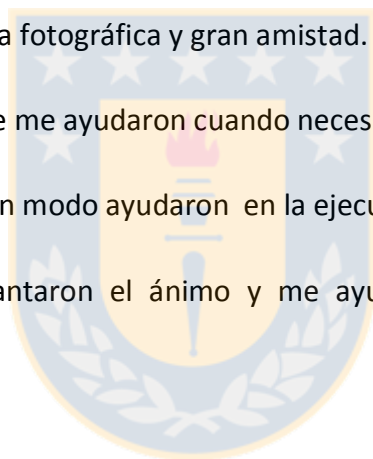 a fotográfica y gran amistad.
e me ayudaron cuando neces
n modo ayudaron en la ejecu
antaron el ánimo y me ayu